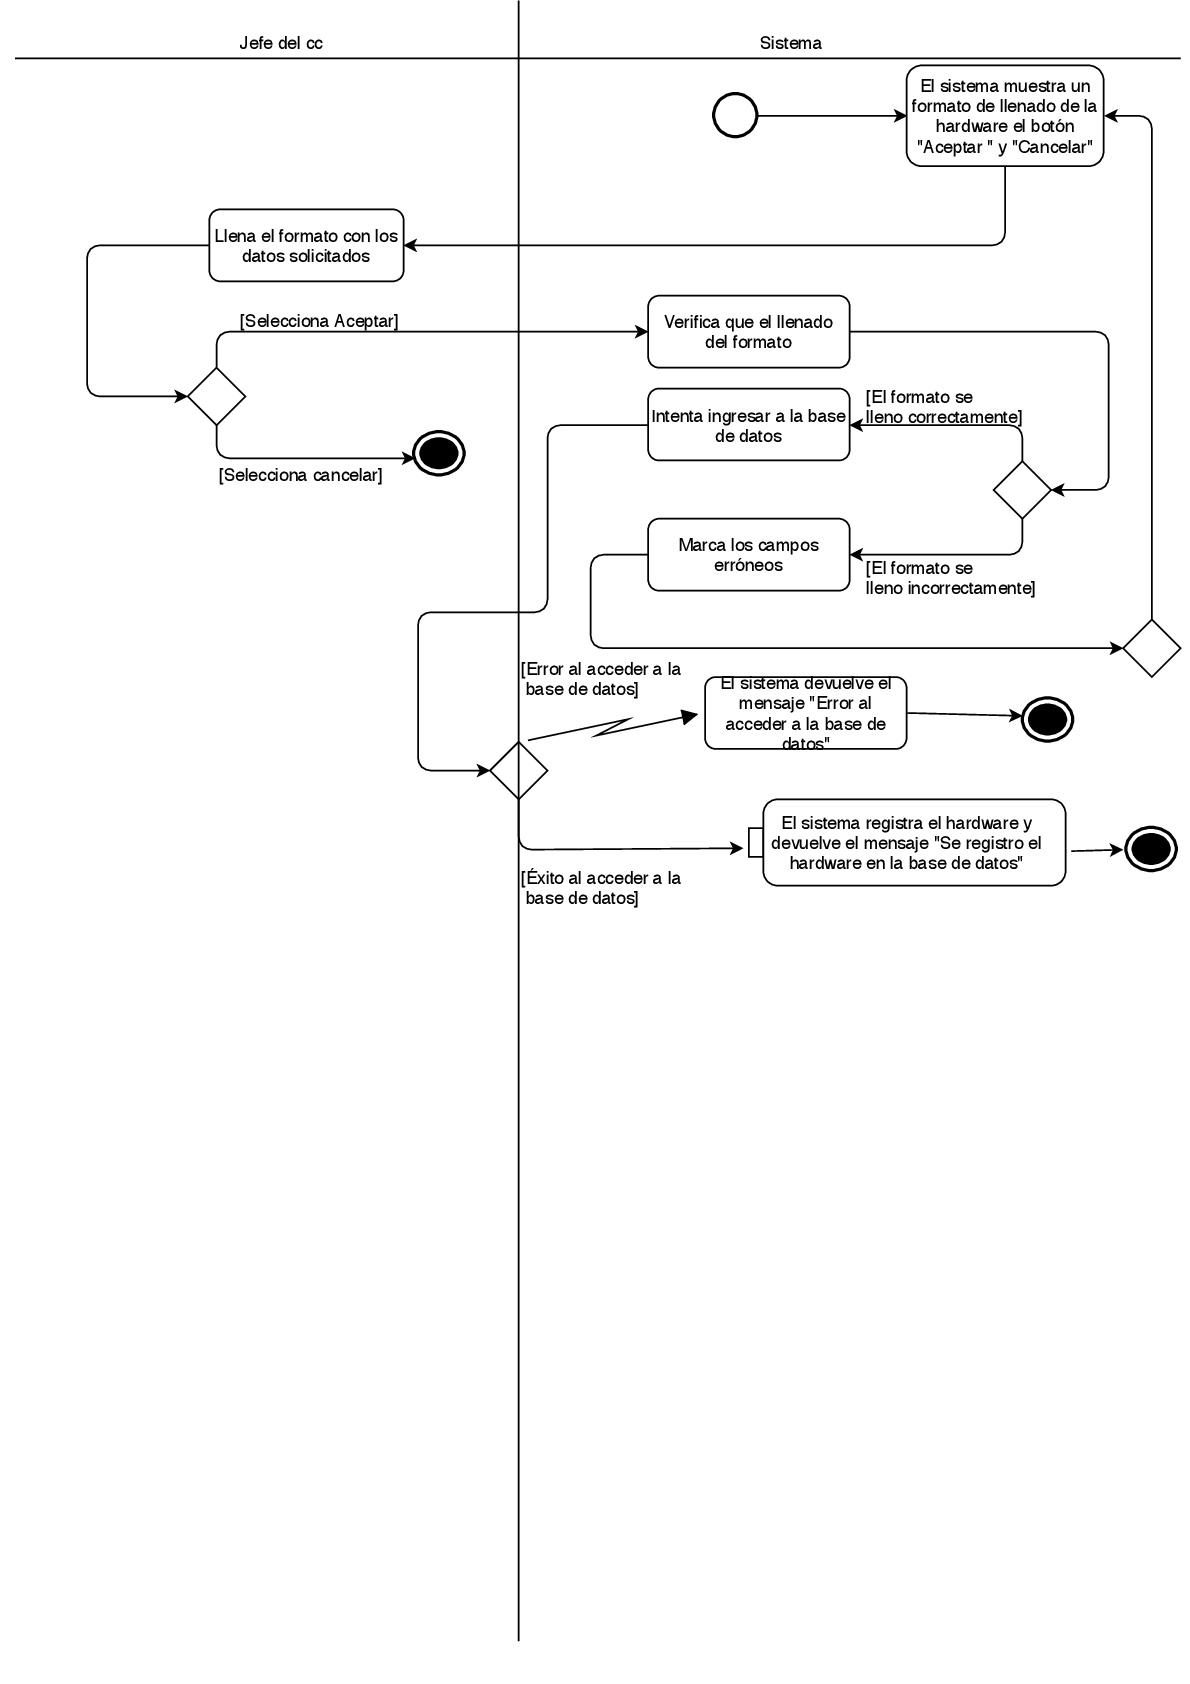 Jefe del cc
Sistema
El sistema muestra un
formato de llenado de la
hardware el botón
"Aceptar " y "Cancelar"
Llena el formato con los
datos solicitados
[Selecciona Aceptar]
Verifica que el llenado
del formato
[El formato se
lleno correctamente]
Intenta ingresar a la base
de datos
[Selecciona cancelar]
Marca los campos
erróneos
[El formato se
lleno incorrectamente]
[Error al acceder a la
base de datos]
El sistema devuelve el
mensaje "Error al
acceder a la base de
datos"
El sistema registra el hardware y
devuelve el mensaje "Se registro el
hardware en la base de datos"
[Éxito al acceder a la
base de datos]